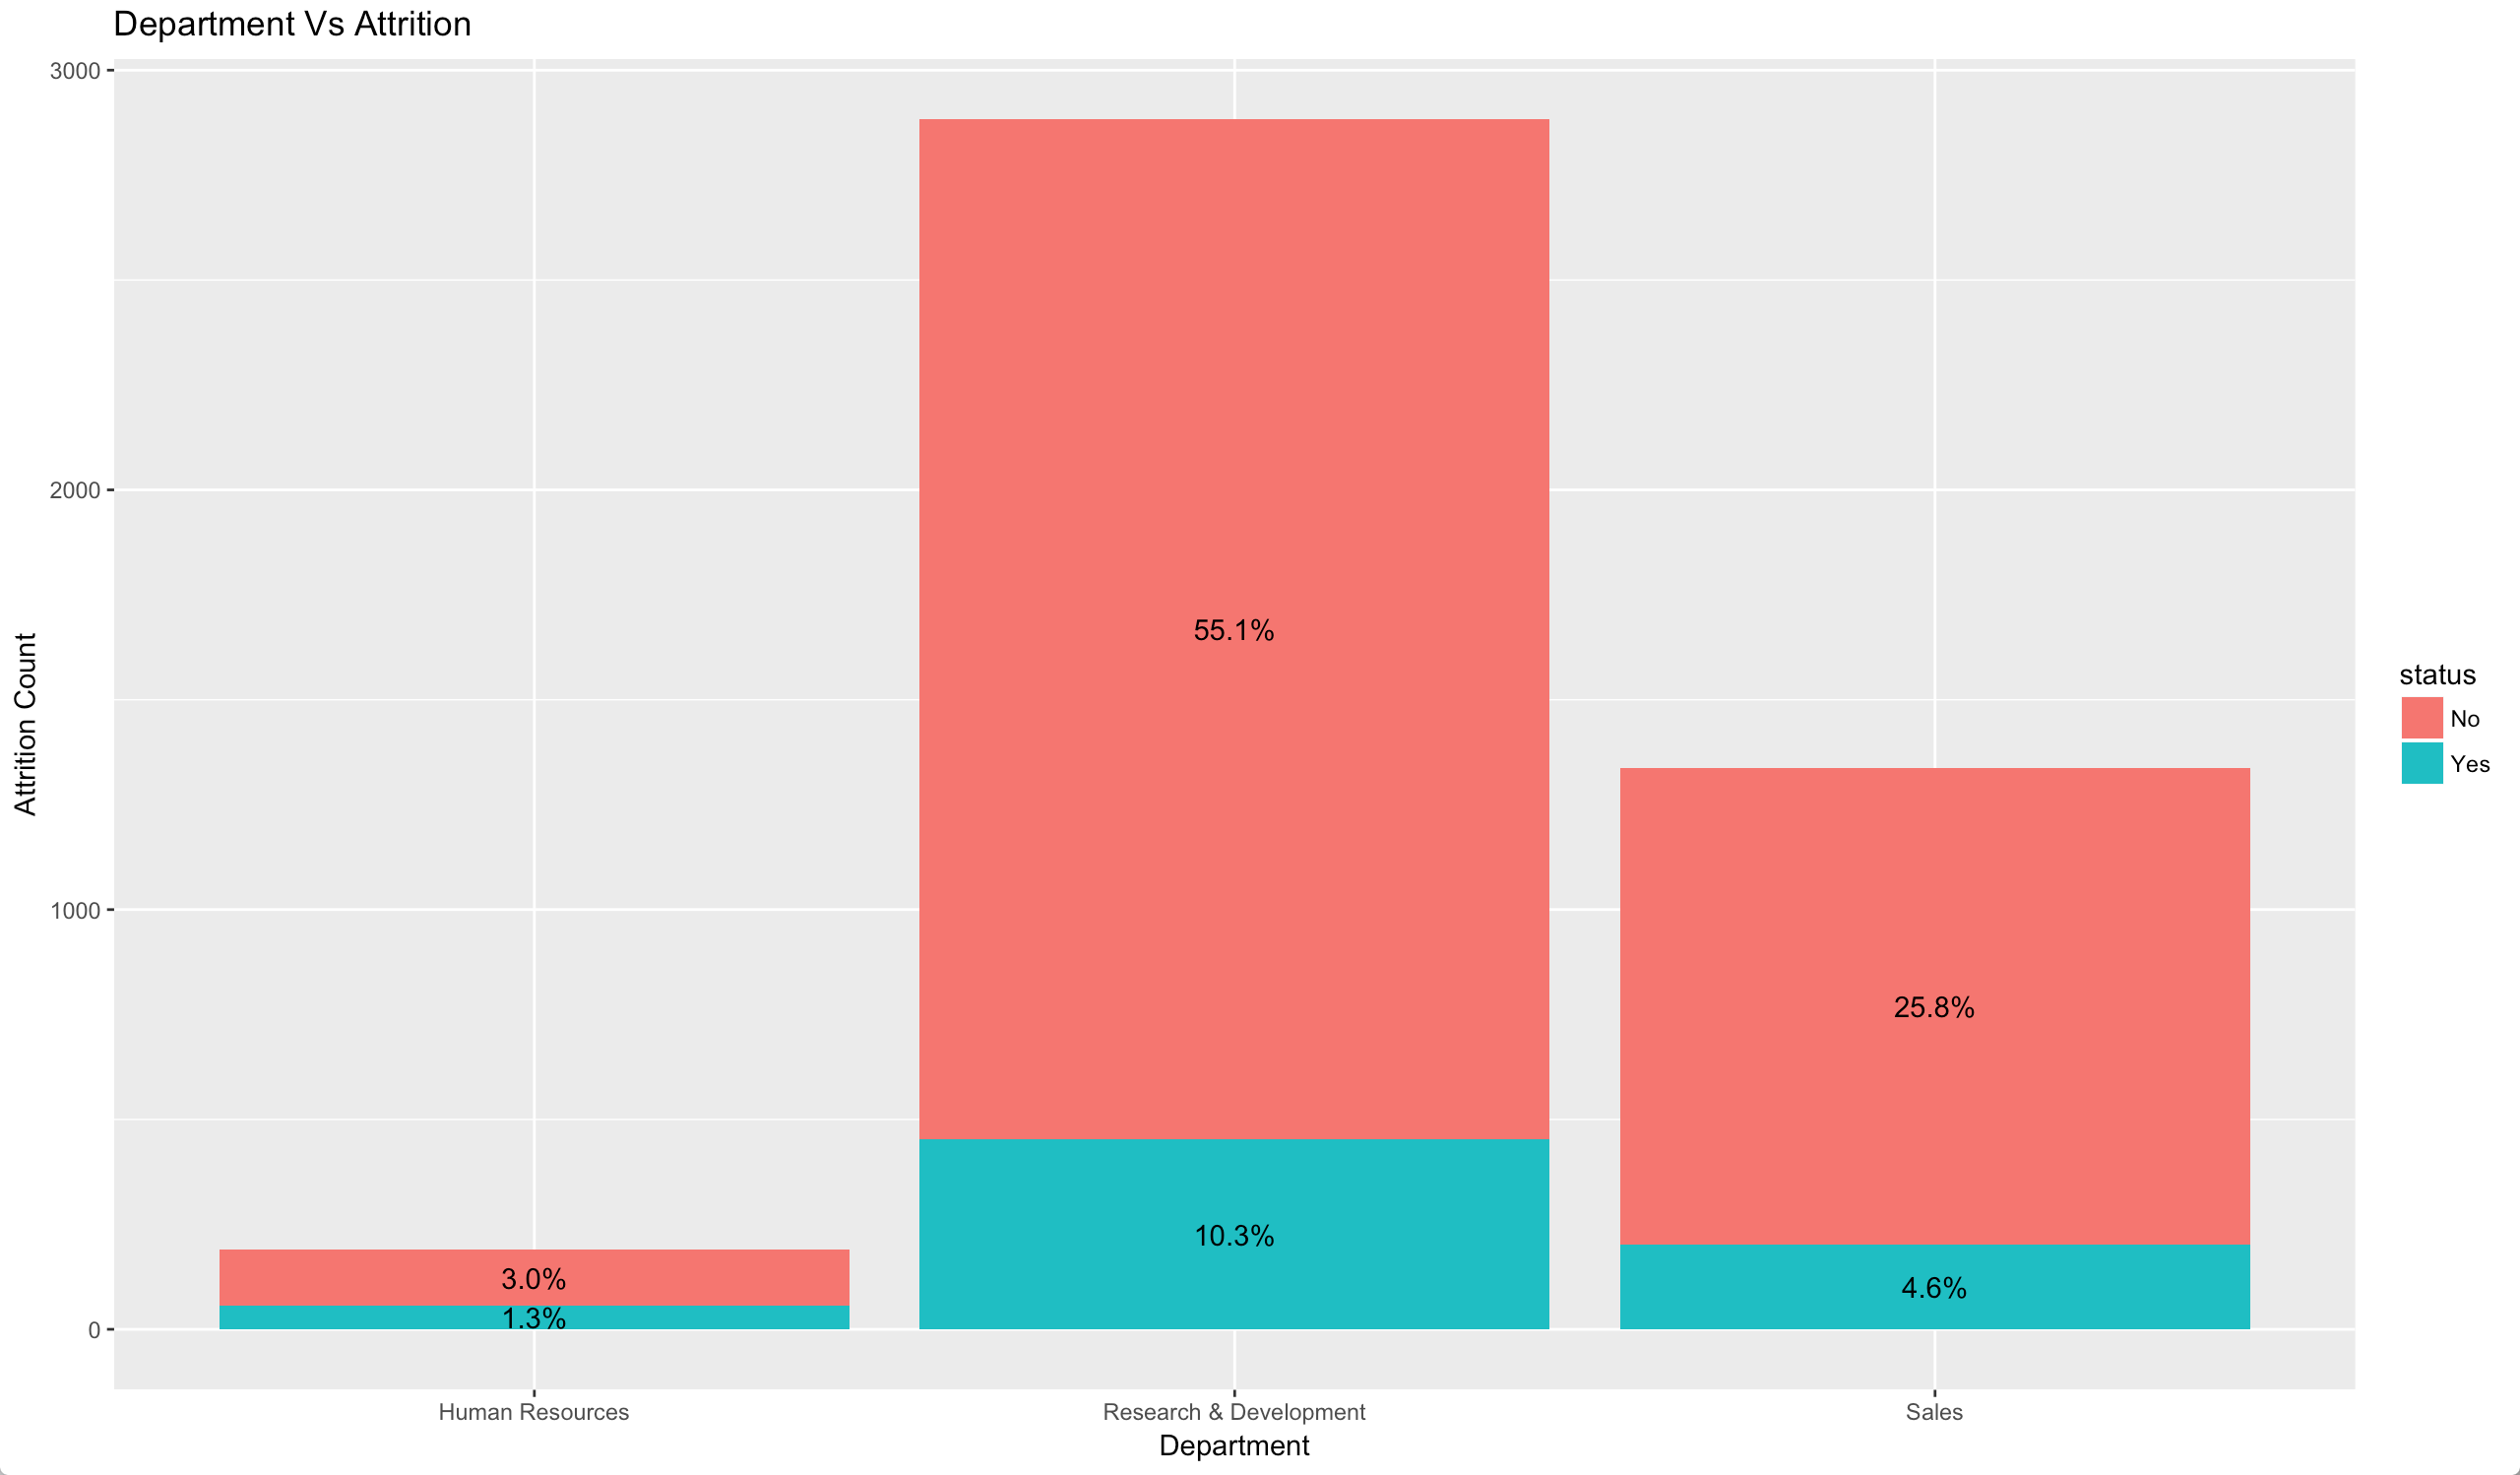 Department Vs Attrition
3000
2000
1000
0
Attrition Count
55.1%
10.3%
25.8%
4.6%
3.0%
1.3%
Human Resources
Research & Development
Sales
Department
status
No
Yes